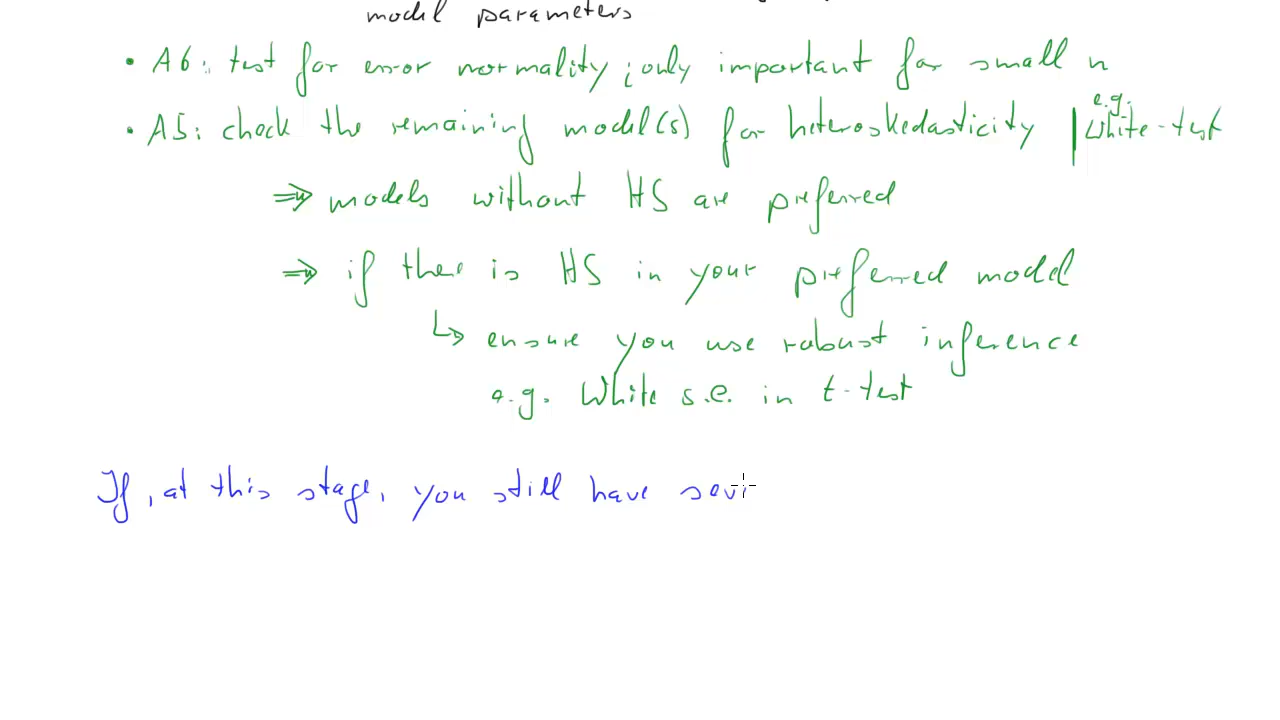 model parameters
• A6: test for error normality; only important for small n
• A5: check the remaining model(s) for heteroskedasticity | e.g. White-test
⇒ models without HS are preferred
⇒ if there is HS in your preferred model
↳ ensure you use robust inference
e.g. White s.e. in t-test
If, at this stage, you still have